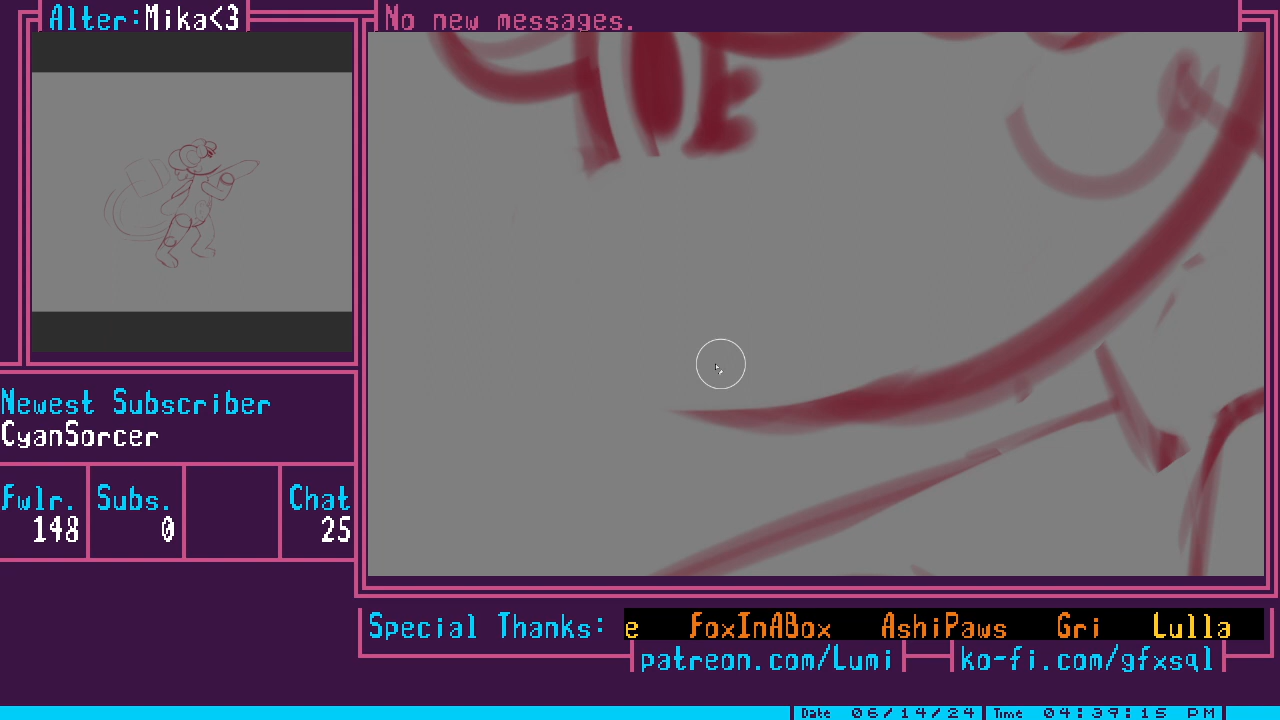 Alter:Mika<3
No new messages.
Newest Subscriber
CyanSorcer
Fwlr. Subs. Chat
148 0 25
Special Thanks: e FoxInABox AshiPaws Gri Lulla
patreon.com/Lumi ko-fi.com/gfxsql
Date 06/14/24 Time 04:39:15 PM